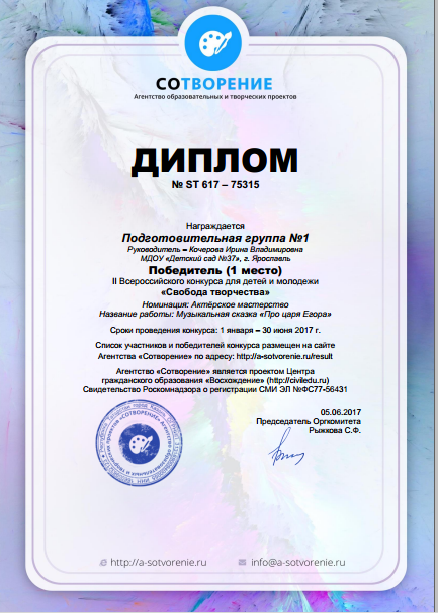 СОТВОРЕНИЕ
Агентство образовательных и творческих проектов
ДИПЛОМ
№ ST 617 – 75315
Награждается
Подготовительная группа №1
Руководитель – Кочерова Ирина Владимировна
МДОУ «Детский сад №37», г. Ярославль
Победитель (1 место)
II Всероссийского конкурса для детей и молодежи
«Свобода творчества»
Номинация: Актёрское мастерство
Название работы: Музыкальная сказка «Про царя Егора»
Сроки проведения конкурса: 1 января – 30 июня 2017 г.
Список участников и победителей конкурса размещен на сайте
Агентства «Сотворение» по адресу: http://a-sotvorenie.ru/result
Агентство «Сотворение» является проектом Центра
гражданского образования «Восхождение» (http://civiledu.ru)
Свидетельство Роскомнадзора о регистрации СМИ ЭЛ №ФС77-56431
05.06.2017
Председатель Оргкомитета
Рыжкова С.Ф.
«СОТВОРЕНИЕ»
http://a-sotvorenie.ru
info@a-sotvorenie.ru